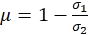 μ = 1 − σ₁/σ₂